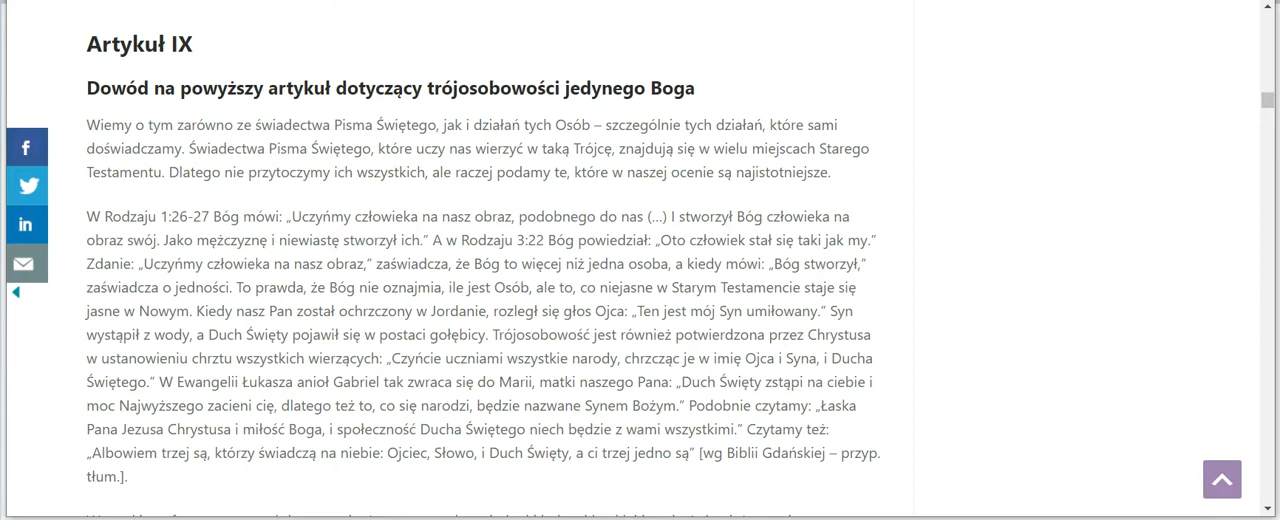 Artykuł IX
Dowód na powyższy artykuł dotyczący trójosobowości jedynego Boga
Wiemy o tym zarówno ze świadectwa Pisma Świętego, jak i działań tych Osób – szczególnie tych działań, które sami
doświadczamy. Świadectwa Pisma Świętego, które uczy nas wierzyć w taką Trójcę, znajdują się w wielu miejscach Starego
Testamentu. Dlatego nie przytoczymy ich wszystkich, ale raczej podamy te, które w naszej ocenie są najistotniejsze.
W Rodzaju 1:26-27 Bóg mówi: „Uczyńmy człowieka na nasz obraz, podobnego do nas (...) I stworzył Bóg człowieka na
obraz swój. Jako mężczyznę i niewiastę stworzył ich.” A w Rodzaju 3:22 Bóg powiedział: „Oto człowiek stał się taki jak my.”
Zdanie: „Uczyńmy człowieka na nasz obraz,” zaświadcza, że Bóg to więcej niż jedna osoba, a kiedy mówi: „Bóg stworzył,”
zaświadcza o jedności. To prawda, że Bóg nie oznajmia, ile jest Osób, ale to, co niejasne w Starym Testamencie staje się
jasne w Nowym. Kiedy nasz Pan został ochrzczony w Jordanie, rozległ się głos Ojca: „Ten jest mój Syn umiłowany.” Syn
wystąpił z wody, a Duch Święty pojawił się w postaci gołębicy. Trójosobowość jest również potwierdzona przez Chrystusa
w ustanowieniu chrztu wszystkich wierzących: „Czyńcie uczniami wszystkie narody, chrzcząc je w imię Ojca i Syna, i Ducha
Świętego.” W Ewangelii Łukasza anioł Gabriel tak zwraca się do Marii, matki naszego Pana: „Duch Święty zstąpi na ciebie i
moc Najwyższego zacieni cię, dlatego też to, co się narodzi, będzie nazwane Synem Bożym.” Podobnie czytamy: „Łaska
Pana Jezusa Chrystusa i miłość Boga, i społeczność Ducha Świętego niech będzie z wami wszystkimi.” Czytamy też:
„Albowiem trzej są, którzy świadczą na niebie: Ojciec, Słowo, i Duch Święty, a ci trzej jedno są” [wg Biblii Gdańskiej – przyp.
tłum.].